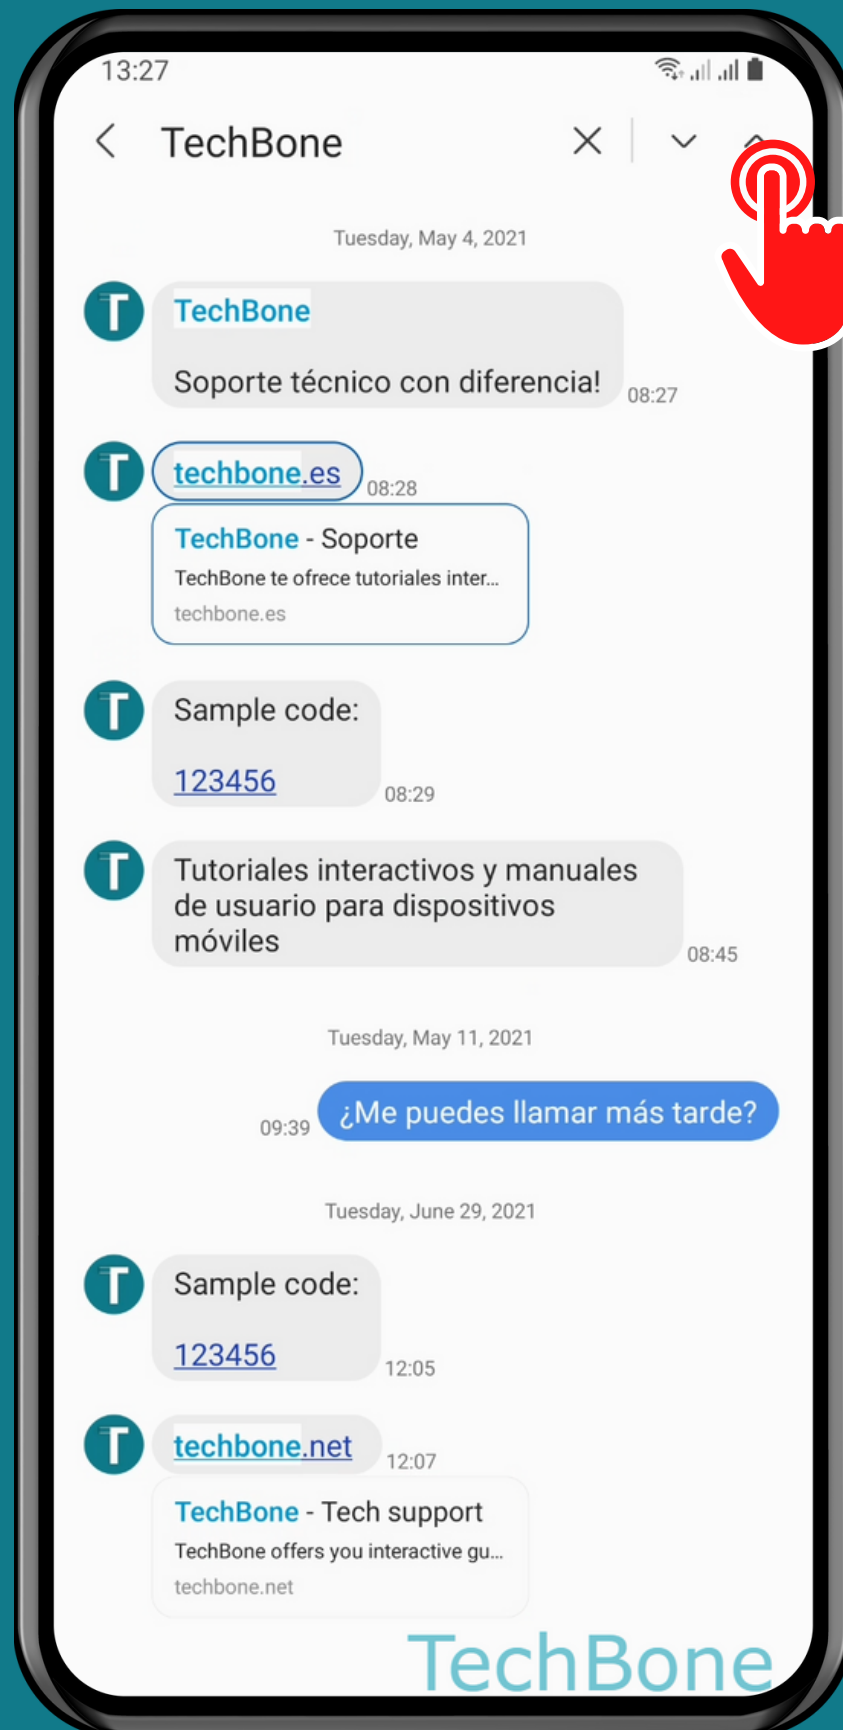 13:27
TechBone
Tuesday, May 4, 2021
TechBone
Soporte técnico con diferencia!
08:27
techbone.es
08:28
TechBone - Soporte
TechBone te ofrece tutoriales inter...
techbone.es
Sample code:
123456
08:29
Tutoriales interactivos y manuales
de usuario para dispositivos
móviles
08:45
Tuesday, May 11, 2021
09:39
¿Me puedes llamar más tarde?
Tuesday, June 29, 2021
Sample code:
123456
12:05
techbone.net
12:07
TechBone - Tech support
TechBone offers you interactive gu...
techbone.net
TechBone